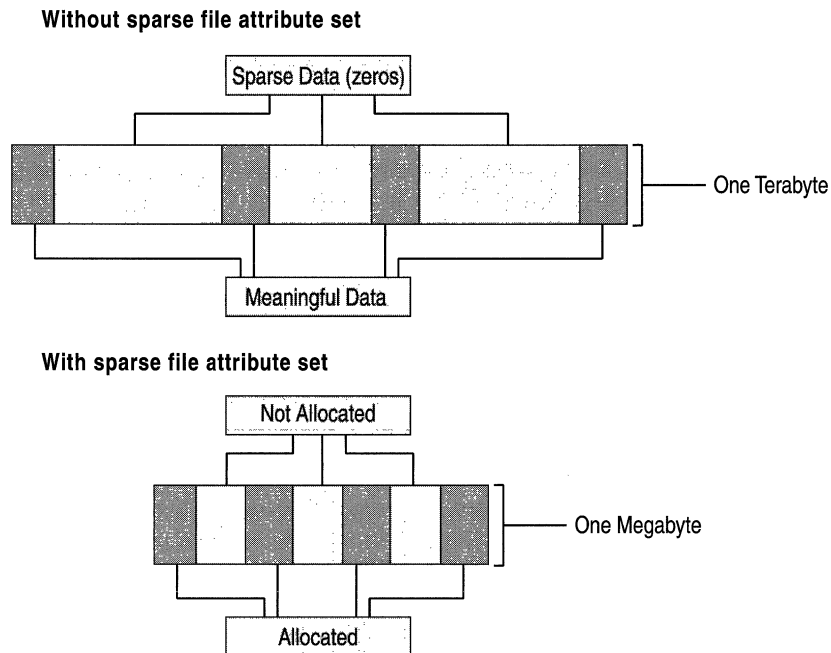 Without sparse file attribute set
Sparse Data (zeros)
One Terabyte
Meaningful Data
With sparse file attribute set
Not Allocated
One Megabyte
Allocated